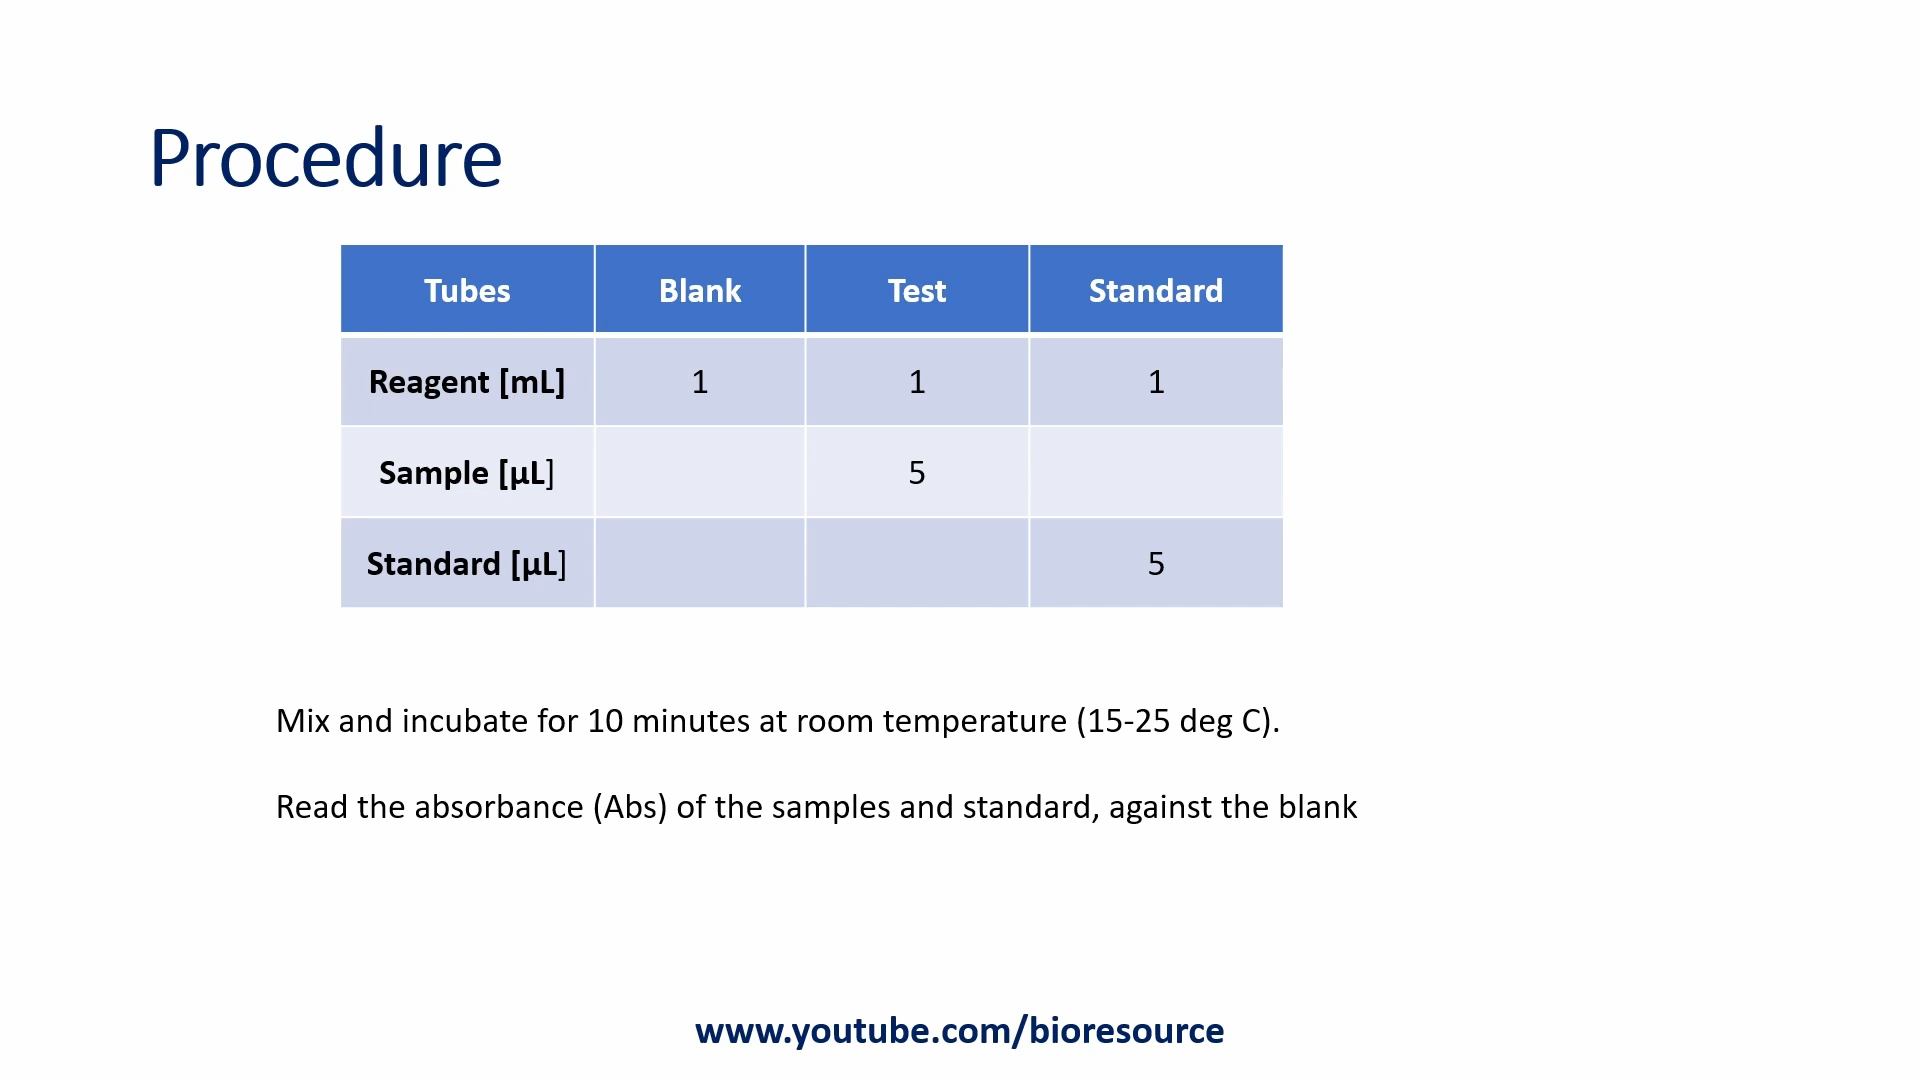 Procedure
Tubes Blank Test Standard
Reagent [mL] 1 1 1
Sample [µL] 5
Standard [µL] 5
Mix and incubate for 10 minutes at room temperature (15-25 deg C).
Read the absorbance (Abs) of the samples and standard, against the blank
www.youtube.com/bioresource